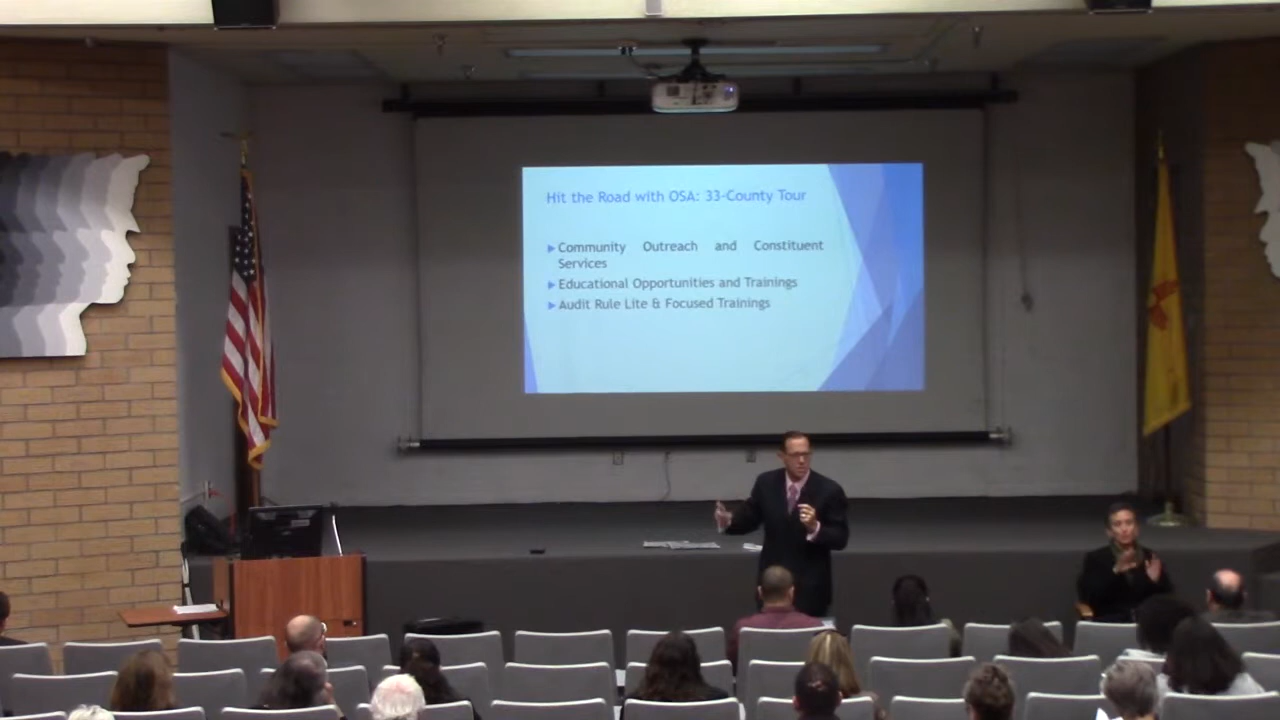 Hit the Road with OSA: 33-County Tour
Community Outreach and Constituent
Services
Educational Opportunities and Trainings
Audit Rule Lite & Focused Trainings